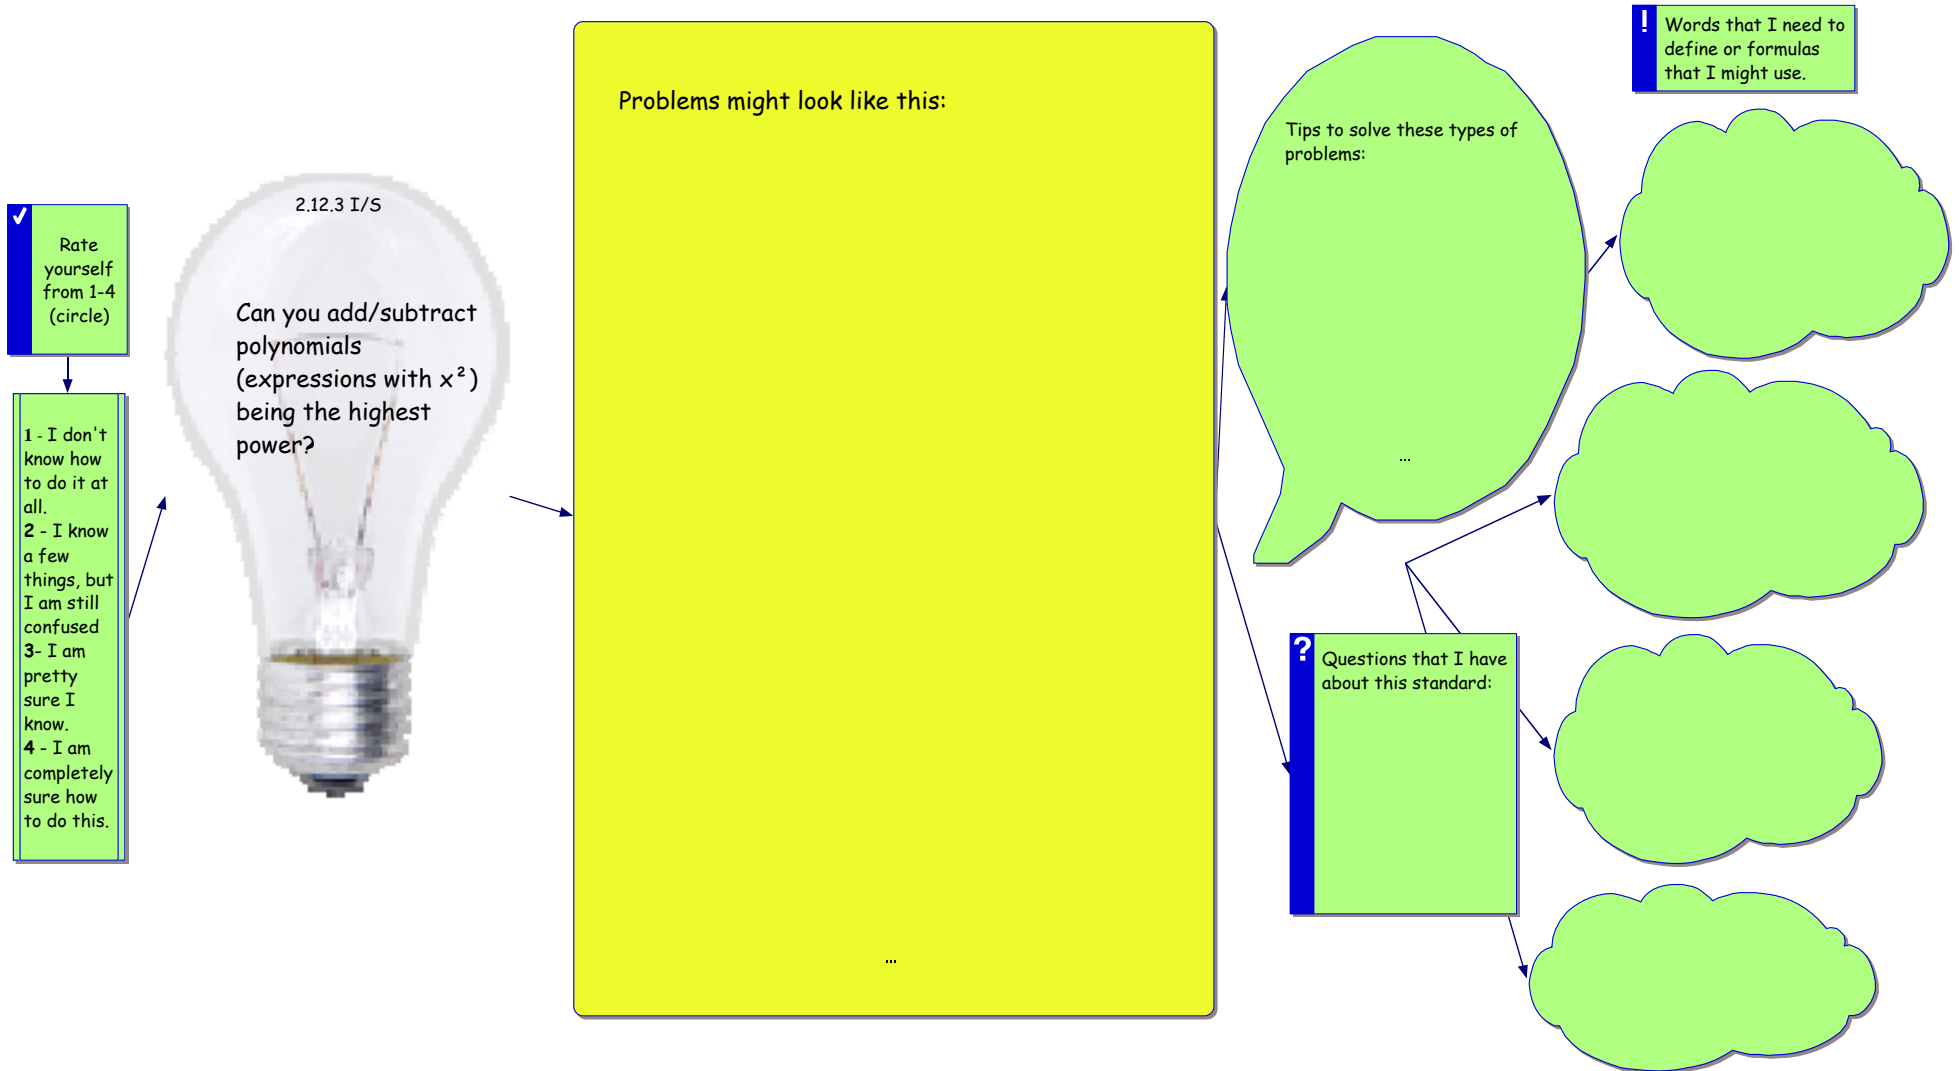 ✓
Rate
yourself
from 1-4
(circle)
1 - I don't
know how
to do it at
all.
2 - I know
a few
things, but
I am still
confused
3- I am
pretty
sure I
know.
4 - I am
completely
sure how
to do this.
2.12.3 I/S
Can you add/subtract
polynomials
(expressions with x²)
being the highest
power?
Problems might look like this:
...
Tips to solve these types of
problems:
...
?
Questions that I have
about this standard:
!
Words that I need to
define or formulas
that I might use.